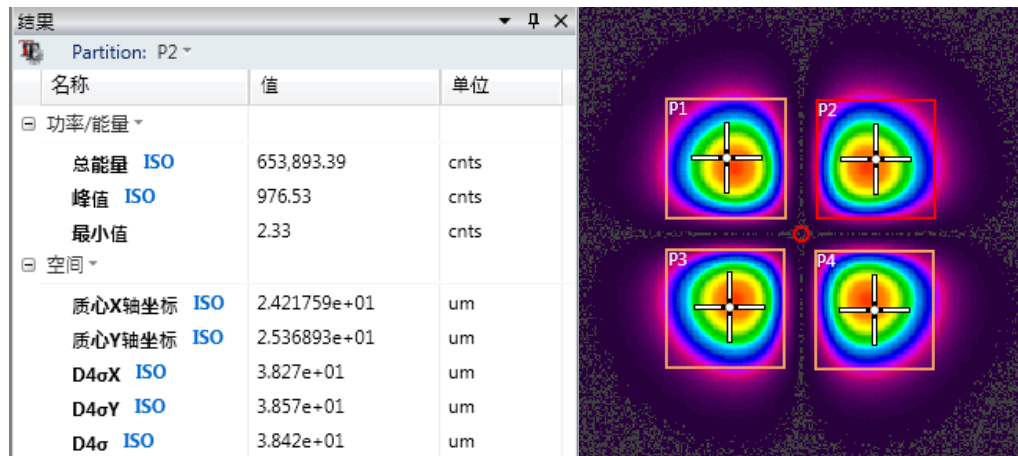 结果
Partition: P2
名称 值 单位
功率/能量
总能量 ISO 653,893.39 cnts
峰值 ISO 976.53 cnts
最小值 2.33 cnts
空间
质心X轴坐标 ISO 2.421759e+01 um
质心Y轴坐标 ISO 2.536893e+01 um
D4σX ISO 3.827e+01 um
D4σY ISO 3.857e+01 um
D4σ ISO 3.842e+01 um
P1 P2
P3 P4